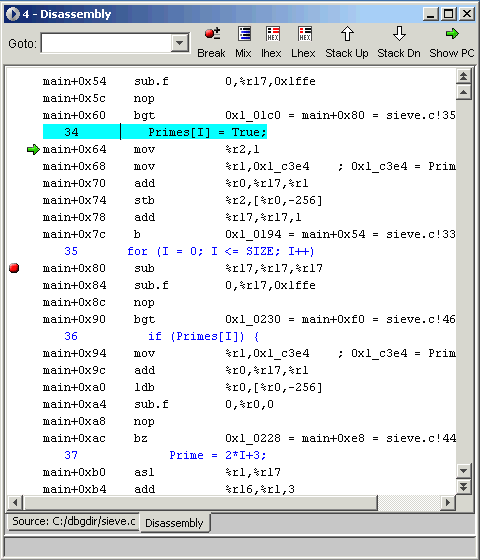 4 - Disassembly
Goto: Break Mix Ihex Lhex Stack Up Stack Dn Show PC
main+0x54 sub.f 0,%r17,0x1ffe
main+0x5c nop
main+0x60 bgt 0x1_01c0 = main+0x80 = sieve.c!35
34 Primes[I] = True;
main+0x64 mov %r2,1
main+0x68 mov %r1,0x1_c3e4 ; 0x1_c3e4 = Prim
main+0x70 add %r0,%r17,%r1
main+0x74 stb %r2,[%r0,-256]
main+0x78 add %r17,%r17,1
main+0x7c b 0x1_0194 = main+0x54 = sieve.c!33
35 for (I = 0; I <= SIZE; I++)
main+0x80 sub %r17,%r17,%r17
main+0x84 sub.f 0,%r17,0x1ffe
main+0x8c nop
main+0x90 bgt 0x1_0230 = main+0xf0 = sieve.c!46
36 if (Primes[I]) {
main+0x94 mov %r1,0x1_c3e4 ; 0x1_c3e4 = Prim
main+0x9c add %r0,%r17,%r1
main+0xa0 ldb %r0,[%r0,-256]
main+0xa4 sub.f 0,%r0,0
main+0xa8 nop
main+0xac bz 0x1_0228 = main+0xe8 = sieve.c!44
37 Prime = 2*I+3;
main+0xb0 asl %r1,%r17
main+0xb4 add %r16,%r1,3
Source: C:/dbgdir/sieve.c Disassembly